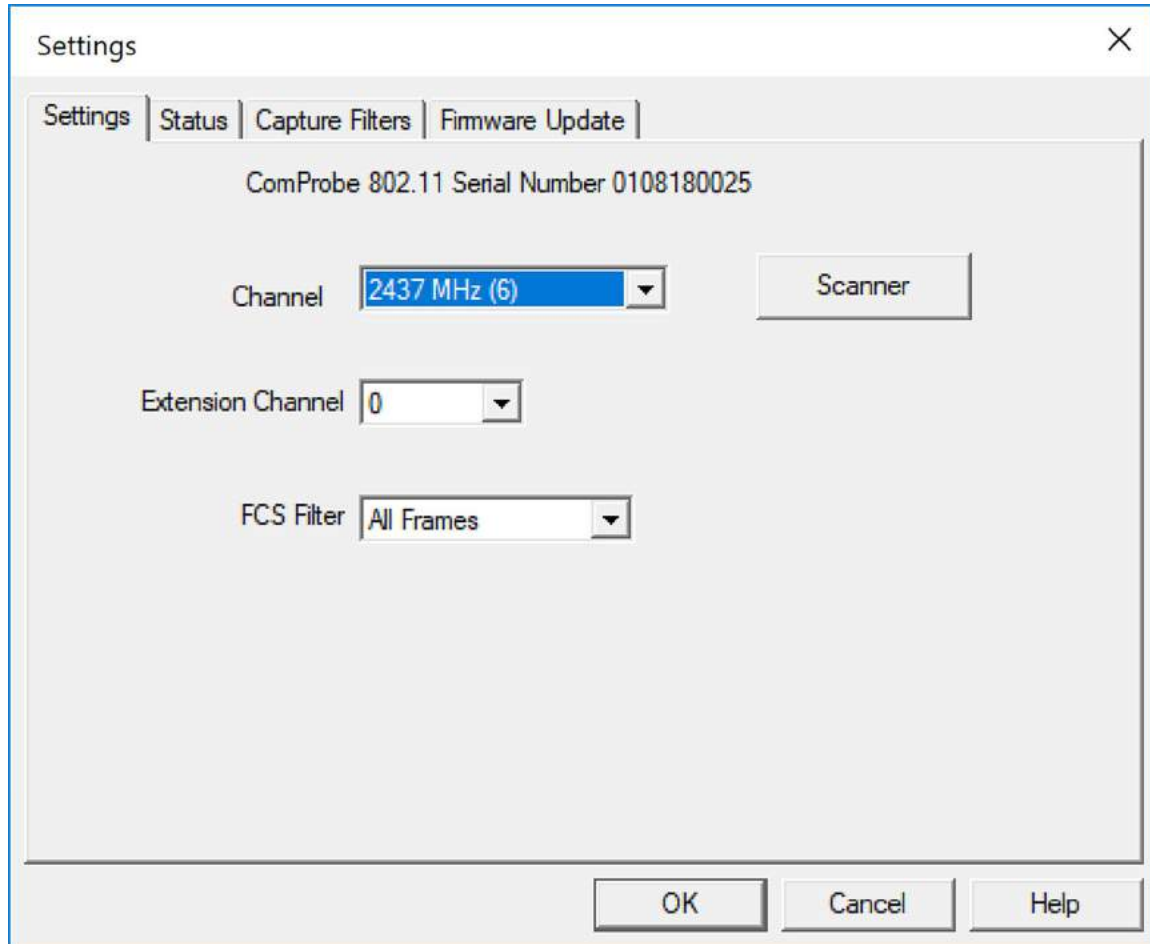 Settings
Settings Status Capture Filters Firmware Update
ComProbe 802.11 Serial Number 0108180025
Channel 2437 MHz (6) Scanner
Extension Channel 0
FCS Filter All Frames
OK Cancel Help